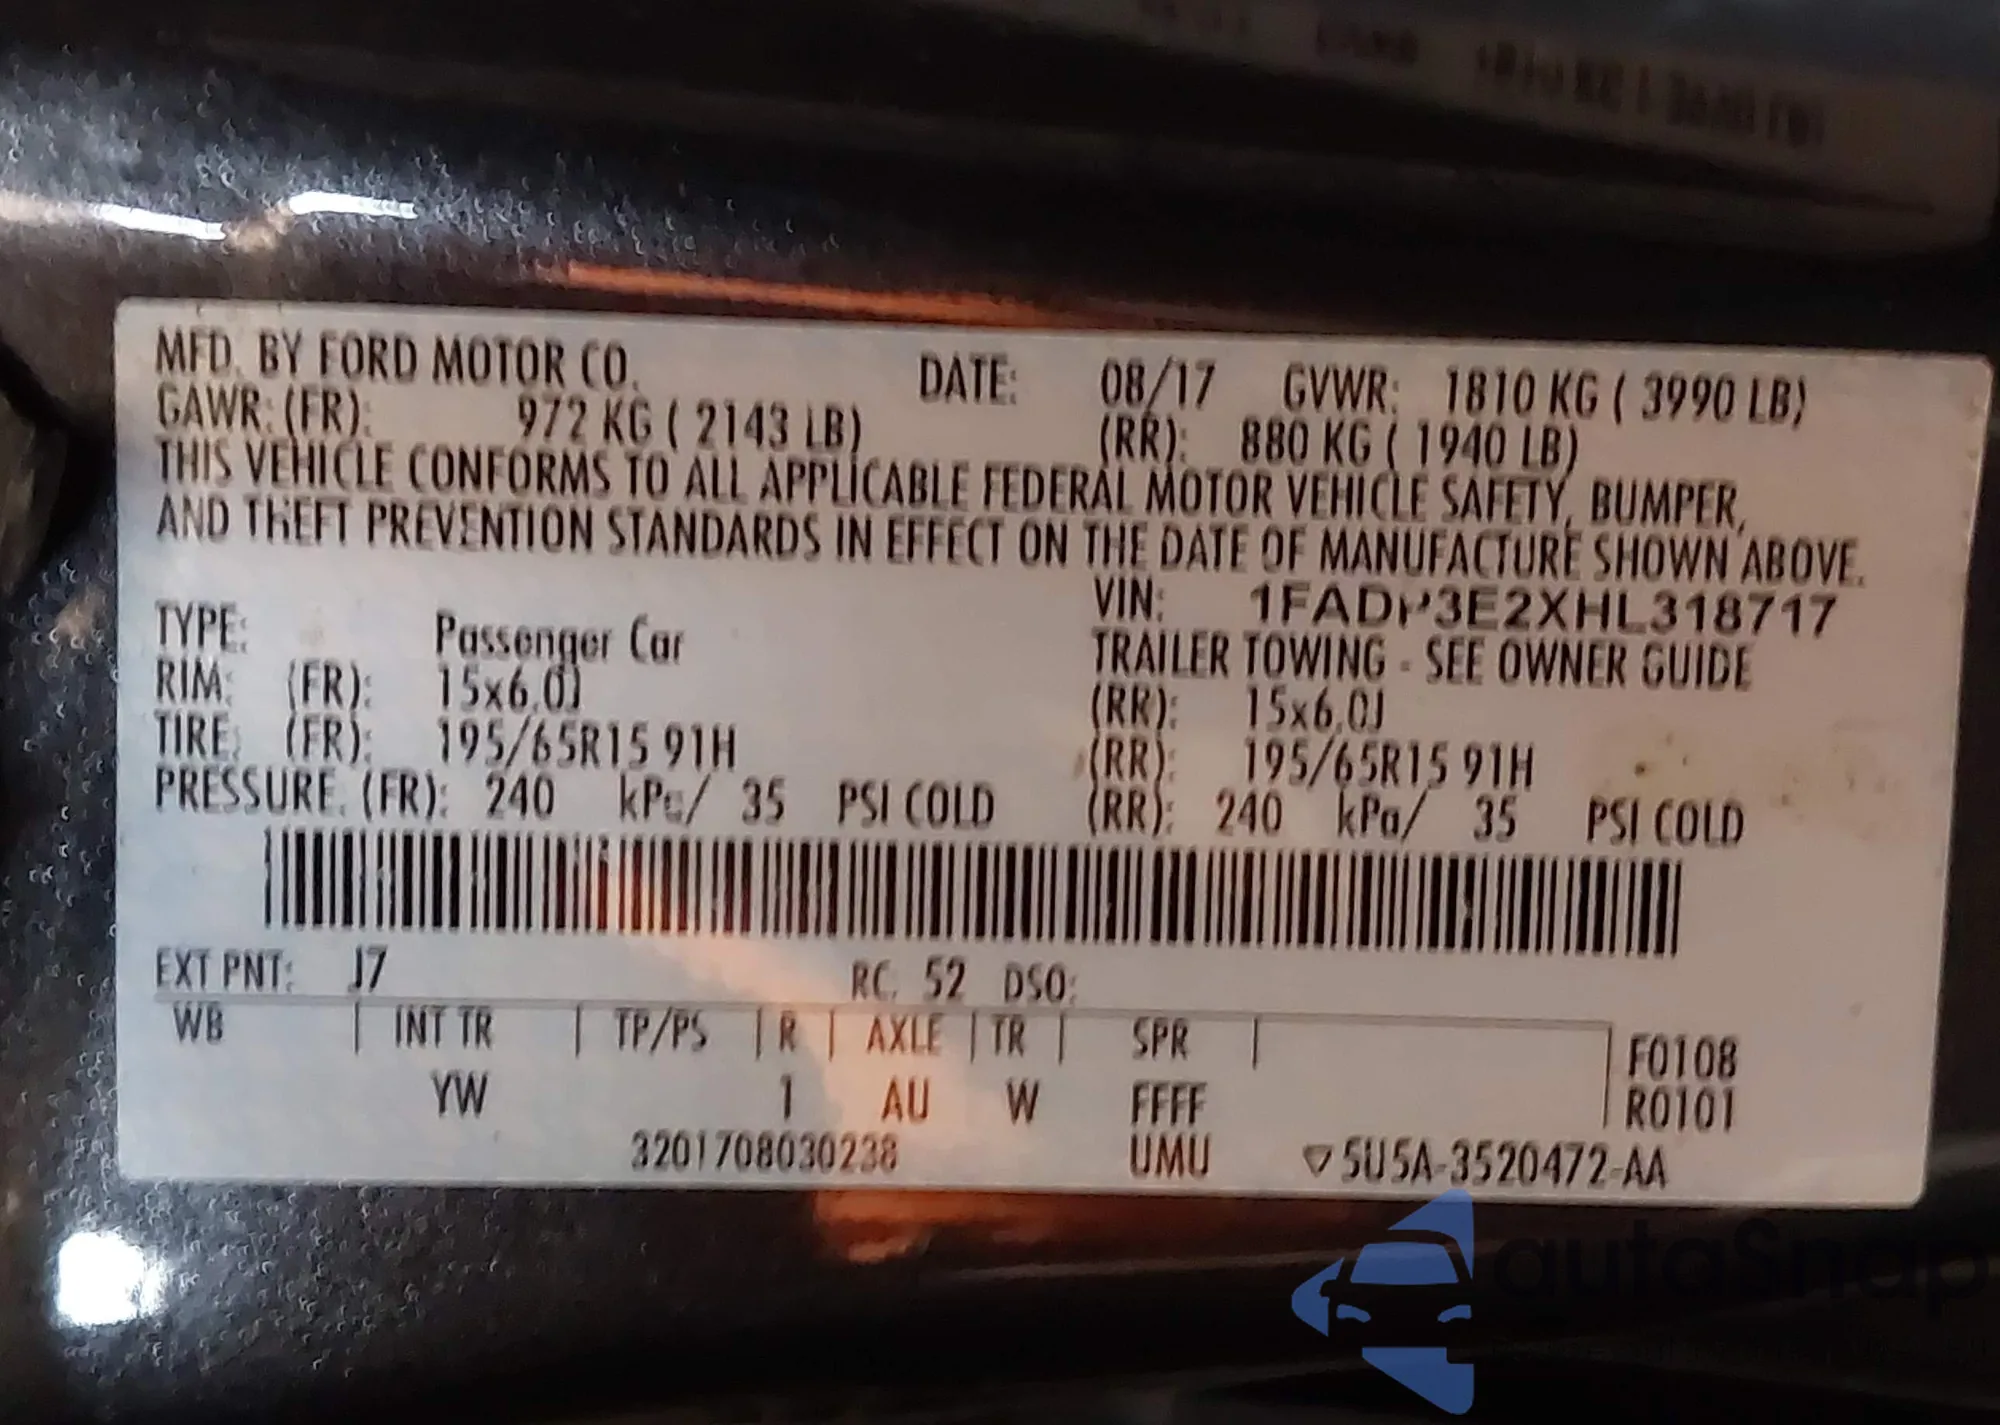 MFD. BY FORD MOTOR CO. DATE: 08/17 GVWR: 1810 KG ( 3990 LB)
GAWR: (FR): 972 KG ( 2143 LB) (RR): 880 KG ( 1940 LB)
THIS VEHICLE CONFORMS TO ALL APPLICABLE FEDERAL MOTOR VEHICLE SAFETY, BUMPER,
AND THEFT PREVENTION STANDARDS IN EFFECT ON THE DATE OF MANUFACTURE SHOWN ABOVE.
VIN: 1FADP3E2XHL318717
TYPE: Passenger Car TRAILER TOWING - SEE OWNER GUIDE
RIM: (FR): 15x6.0J (RR): 15x6.0J
TIRE: (FR): 195/65R15 91H (RR): 195/65R15 91H
PRESSURE: (FR): 240 kPa/ 35 PSI COLD (RR): 240 kPa/ 35 PSI COLD
EXT PNT: J7 RC: 52 DSO:
WB | INT TR | TP/PS | R | AXLE | TR | SPR | F0108
YW 1 AU W FFFF R0101
3201708030238 UMU ▽5U5A-3520472-AA
autoSnap